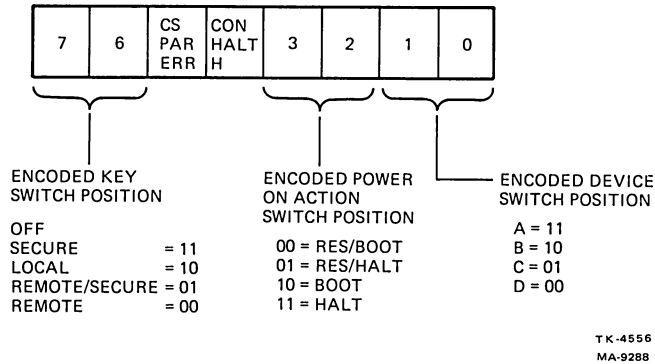 7 6 CS PAR ERR CON HALT H 3 2 1 0
ENCODED KEY
SWITCH POSITION
OFF
SECURE = 11
LOCAL = 10
REMOTE/SECURE = 01
REMOTE = 00
ENCODED POWER
ON ACTION
SWITCH POSITION
00 = RES/BOOT
01 = RES/HALT
10 = BOOT
11 = HALT
ENCODED DEVICE
SWITCH POSITION
A = 11
B = 10
C = 01
D = 00
TK-4556
MA-9288